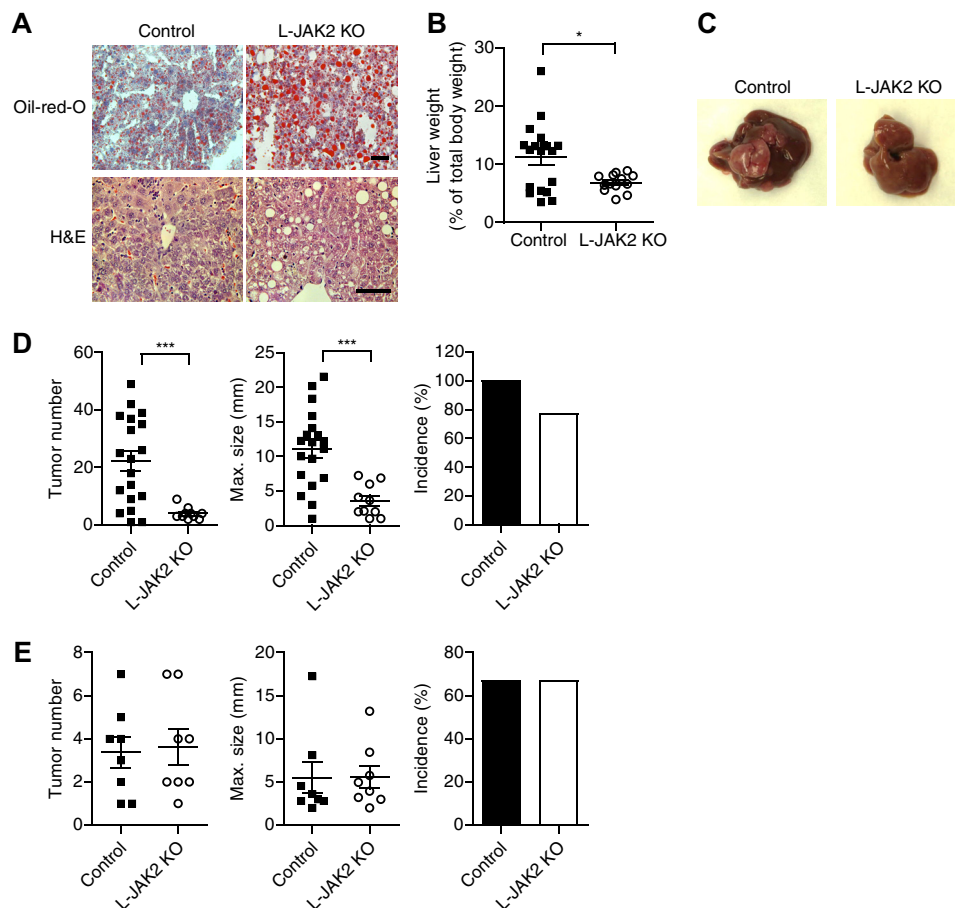 A
Control
L-JAK2 KO
Oil-red-O
H&E
B
*
Liver weight
(% of total body weight)
30
20
10
0
Control
L-JAK2 KO
C
Control
L-JAK2 KO
D
***
Tumor number
60
40
20
0
Control
L-JAK2 KO
***
Max. size (mm)
25
20
15
10
5
0
Control
L-JAK2 KO
Incidence (%)
120
100
80
60
40
20
0
Control
L-JAK2 KO
E
Tumor number
8
6
4
2
0
Control
L-JAK2 KO
Max. size (mm)
20
15
10
5
0
Control
L-JAK2 KO
Incidence (%)
80
60
40
20
0
Control
L-JAK2 KO